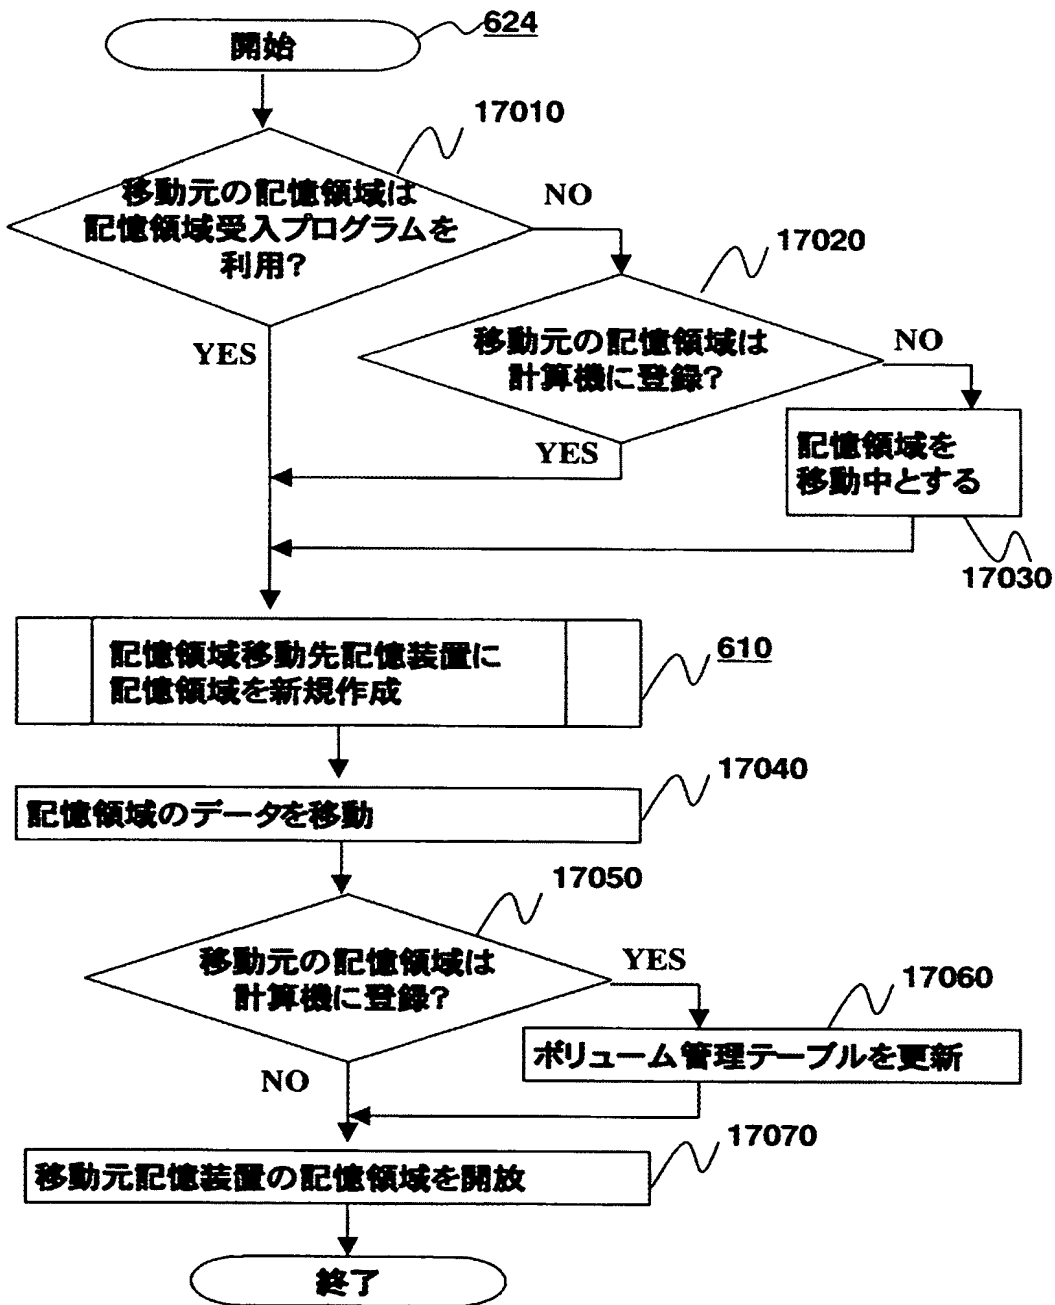 開始
624
17010
移動元の記憶領域は
記憶領域受入プログラムを
利用?
NO
17020
YES
移動元の記憶領域は
計算機に登録?
NO
YES
記憶領域を
移動中とする
17030
記憶領域移動先記憶装置に
記憶領域を新規作成
610
17040
記憶領域のデータを移動
17050
移動元の記憶領域は
計算機に登録?
YES
17060
ボリューム管理テーブルを更新
NO
17070
移動元記憶装置の記憶領域を開放
終了